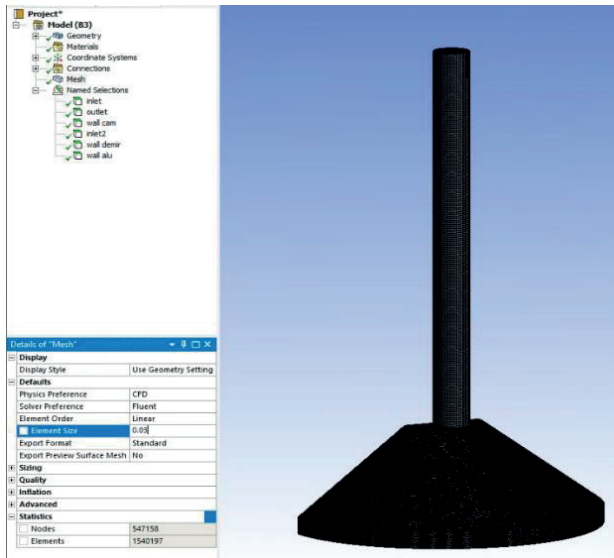 Project*
Model (B3)
Geometry
Materials
Coordinate Systems
Connections
Mesh
Named Selections
inlet
outlet
wall cam
inlet2
wall demir
wall alu
Details of "Mesh"
Display
Display Style Use Geometry Setting
Defaults
Physics Preference CFD
Solver Preference Fluent
Element Order Linear
Element Size 0.03
Export Format Standard
Export Preview Surface Mesh No
Sizing
Quality
Inflation
Advanced
Statistics
Nodes 547158
Elements 1540197